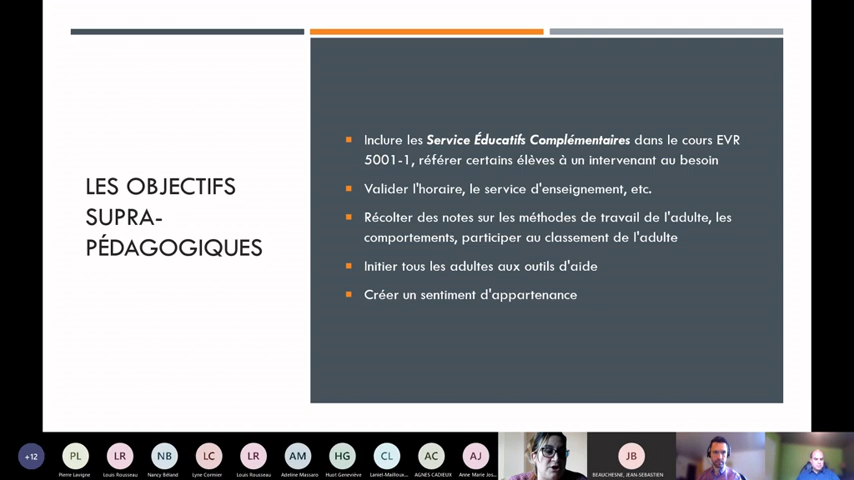 LES OBJECTIFS
SUPRA-
PÉDAGOGIQUES
Inclure les Service Éducatifs Complémentaires dans le cours EVR
5001-1, référer certains élèves à un intervenant au besoin
Valider l'horaire, le service d'enseignement, etc.
Récolter des notes sur les méthodes de travail de l'adulte, les
comportements, participer au classement de l'adulte
Initier tous les adultes aux outils d'aide
Créer un sentiment d'appartenance
+12 PL LR NB LC LR AM HG CL AC AJ JB
Pierre Lavigne Louis Rousseau Nancy Béland Lyne Cormier Louis Rousseau Adeline Massaro Huot Geneviève Laniel-Mailloux... AGNES CADIEUX Anne Marie Jos... BEAUCHESNE, JEAN-SEBASTIEN